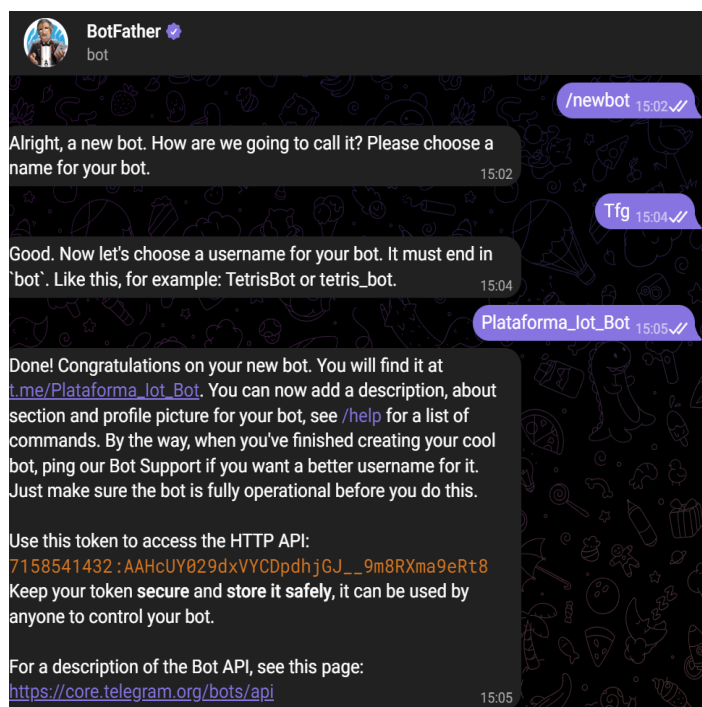 BotFather
bot
/newbot 15:02
Alright, a new bot. How are we going to call it? Please choose a
name for your bot.
15:02
Tfg 15:04
Good. Now let's choose a username for your bot. It must end in
`bot`. Like this, for example: TetrisBot or tetris_bot.
15:04
Plataforma_Iot_Bot 15:05
Done! Congratulations on your new bot. You will find it at
t.me/Plataforma_Iot_Bot. You can now add a description, about
section and profile picture for your bot, see /help for a list of
commands. By the way, when you've finished creating your cool
bot, ping our Bot Support if you want a better username for it.
Just make sure the bot is fully operational before you do this.
Use this token to access the HTTP API:
7158541432:AAHcUY029dxVYCDpdhjGJ__9m8RXma9eRt8
Keep your token secure and store it safely, it can be used by
anyone to control your bot.
For a description of the Bot API, see this page:
https://core.telegram.org/bots/api
15:05